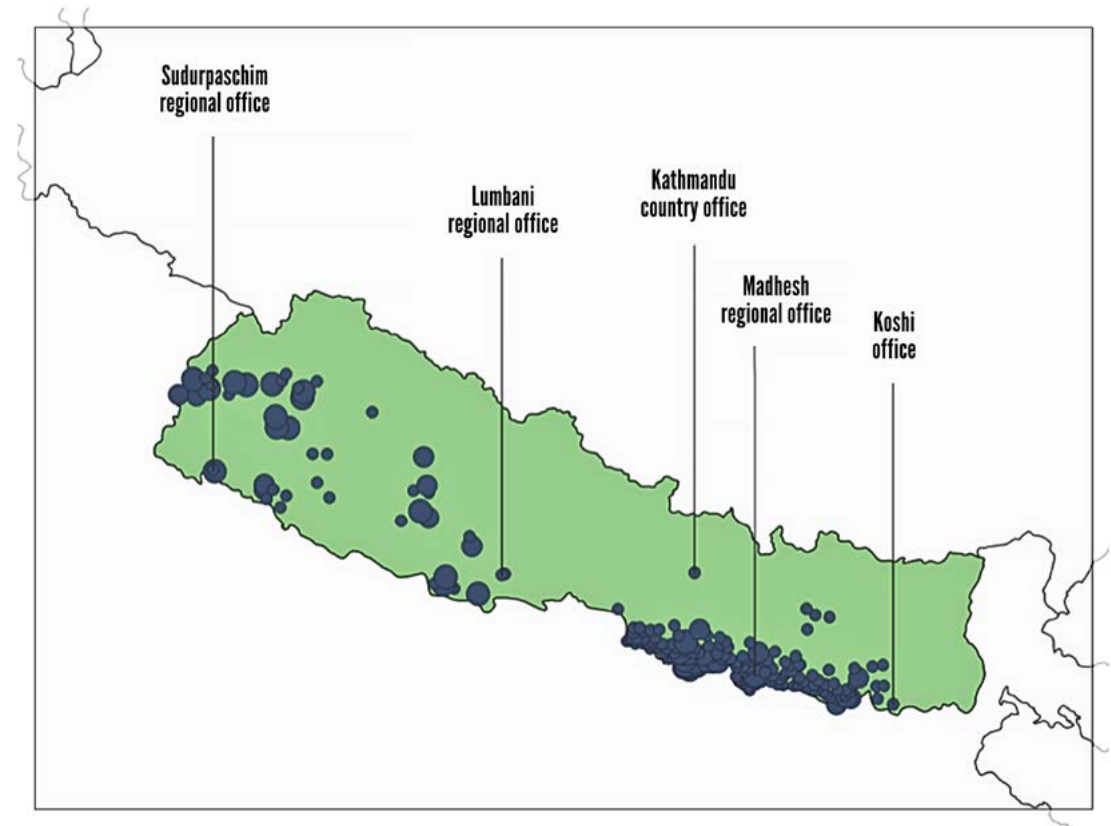 Sudurpaschim
regional office
Lumbani
regional office
Kathmandu
country office
Madhesh
regional office
Koshi
office